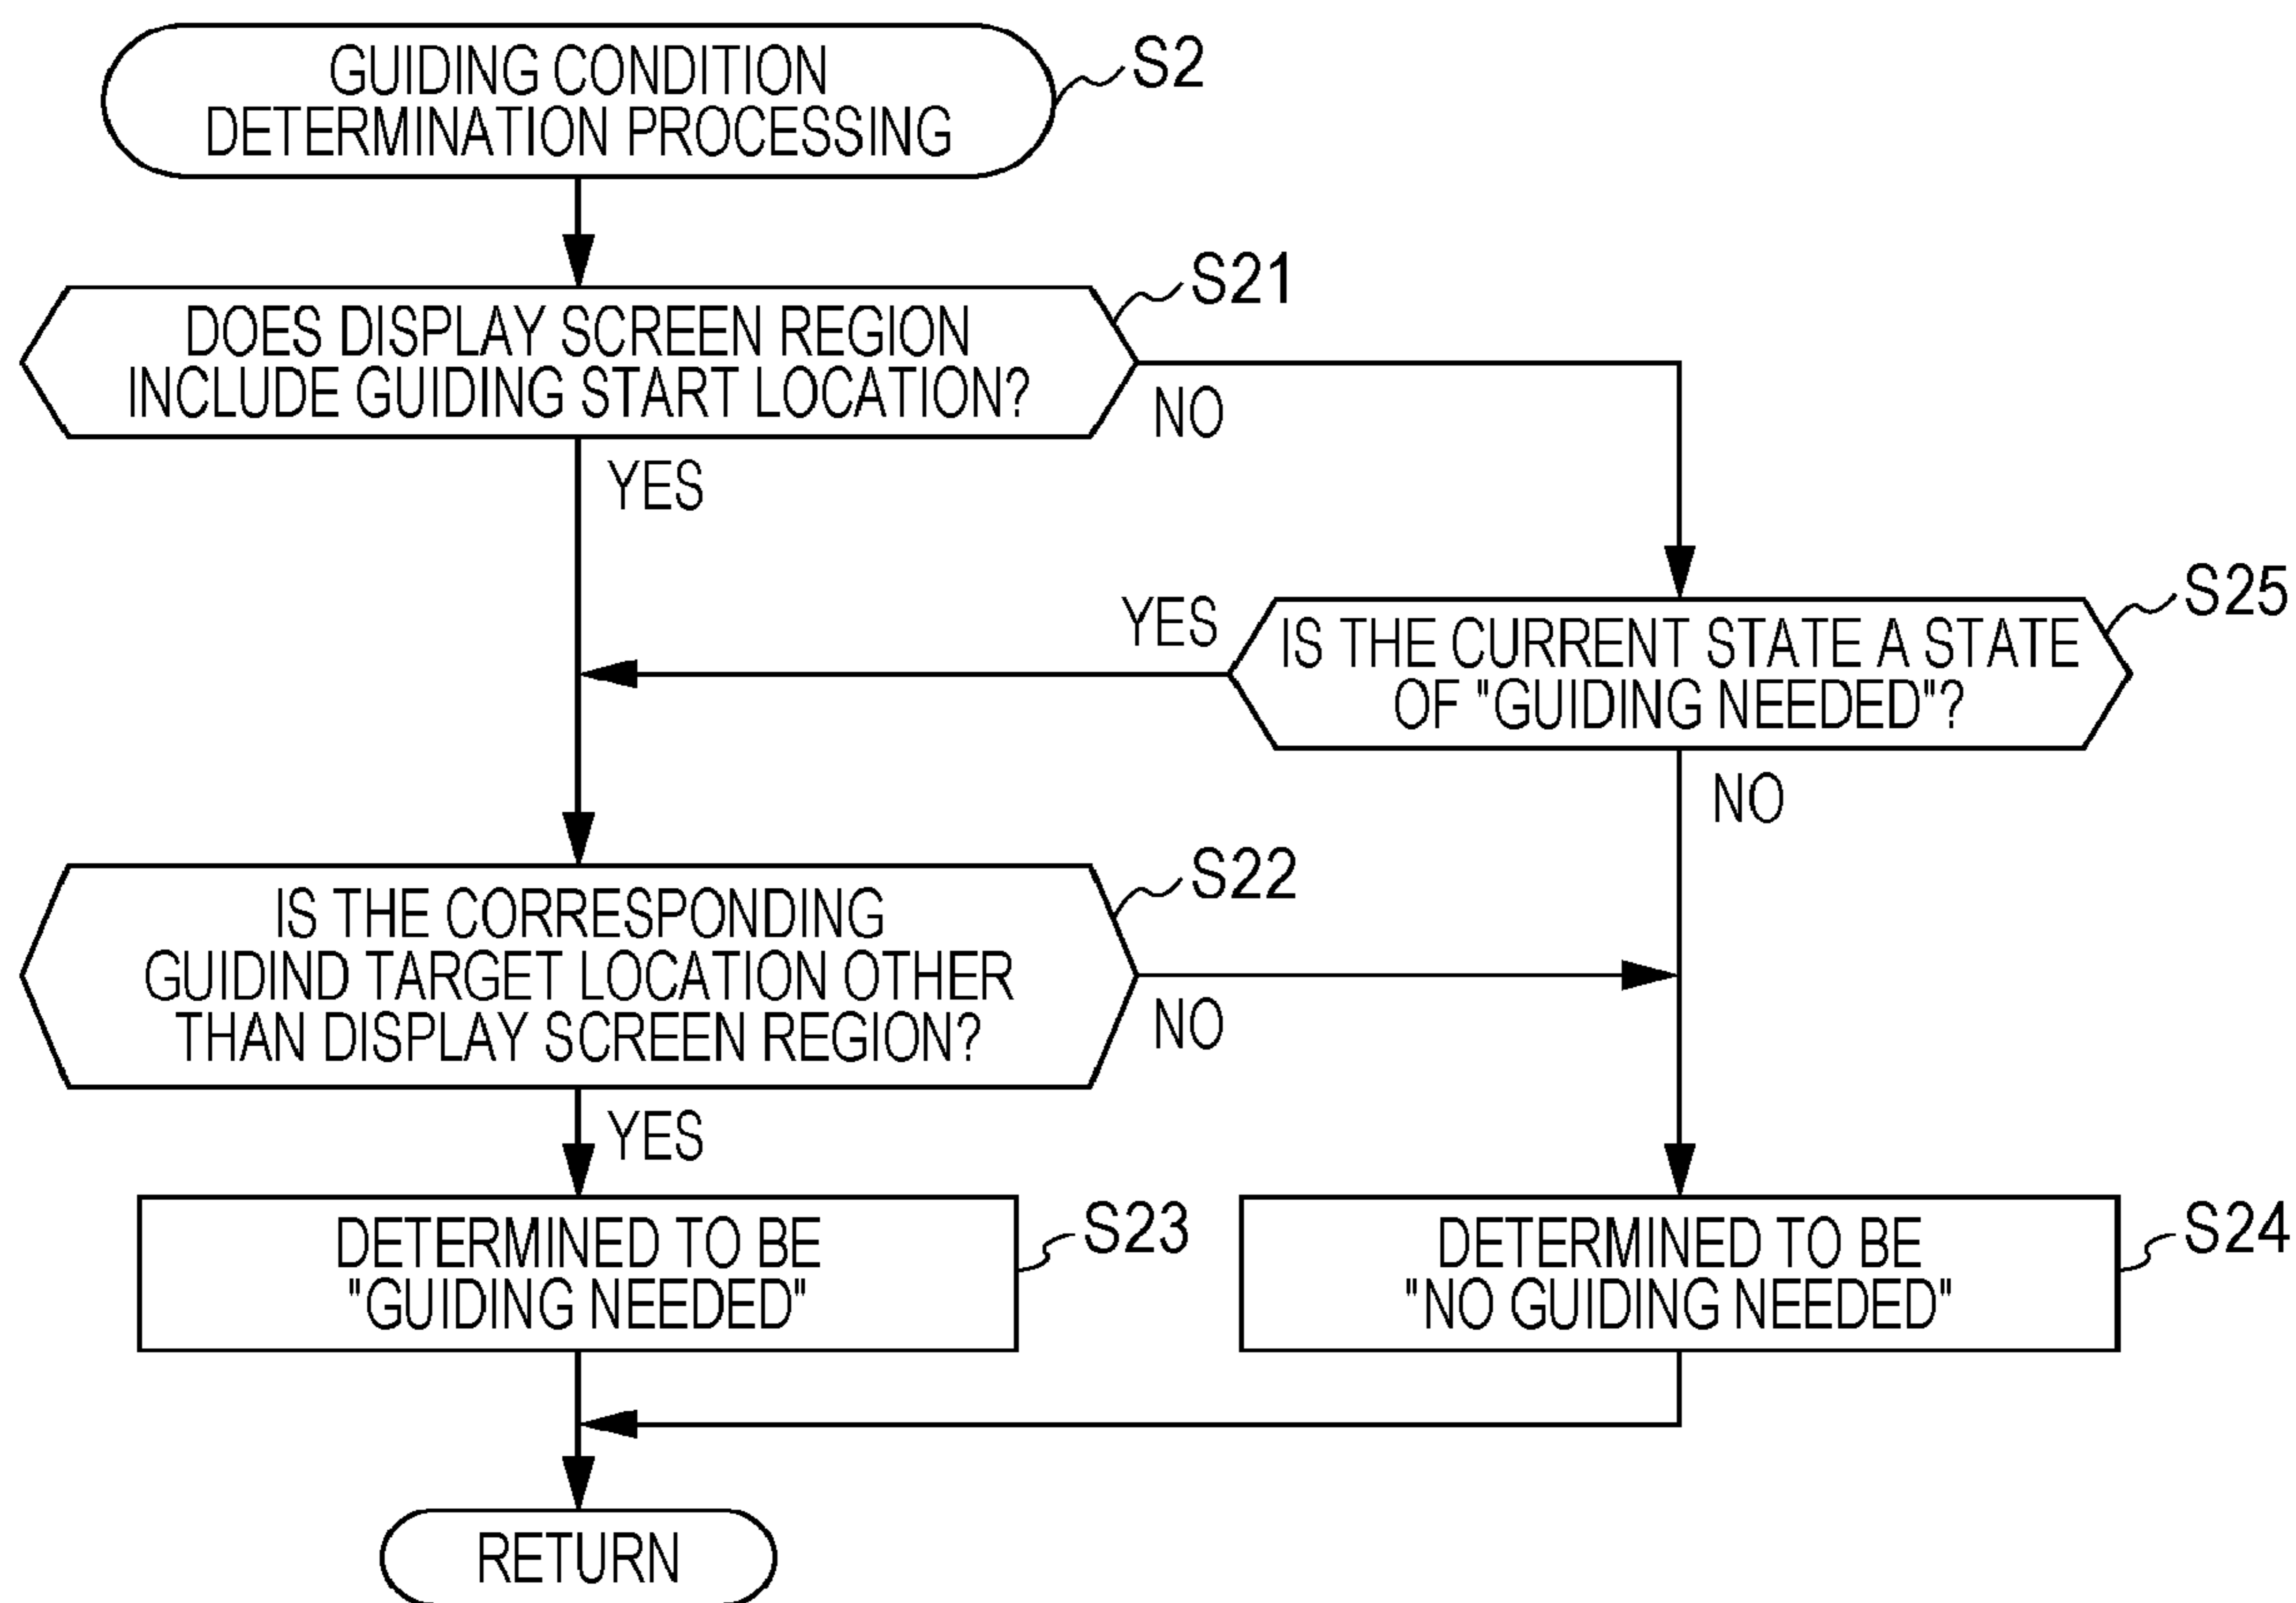 GUIDING CONDITION
DETERMINATION PROCESSING
S2
DOES DISPLAY SCREEN REGION
INCLUDE GUIDING START LOCATION?
S21
NO
YES
IS THE CURRENT STATE A STATE
OF "GUIDING NEEDED"?
S25
YES
NO
IS THE CORRESPONDING
GUIDIND TARGET LOCATION OTHER
THAN DISPLAY SCREEN REGION?
S22
NO
YES
DETERMINED TO BE
"GUIDING NEEDED"
S23
DETERMINED TO BE
"NO GUIDING NEEDED"
S24
RETURN